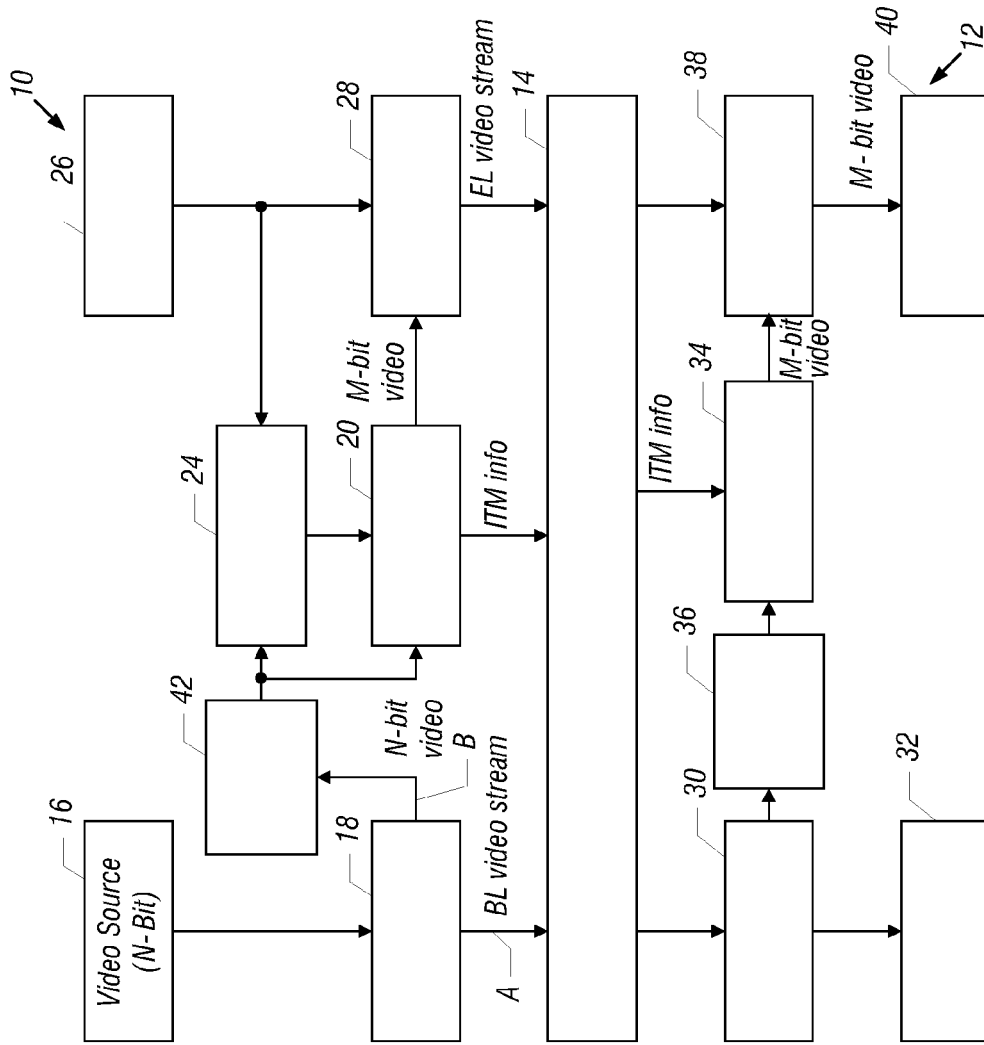 10
26
16
Video Source
(N-Bit)
42
24
28
18
N-bit
video
B
20
M-bit
video
EL video stream
ITM info
BL video stream
A
14
ITM info
30
36
34
38
M-bit
video
M- bit video
32
40
12